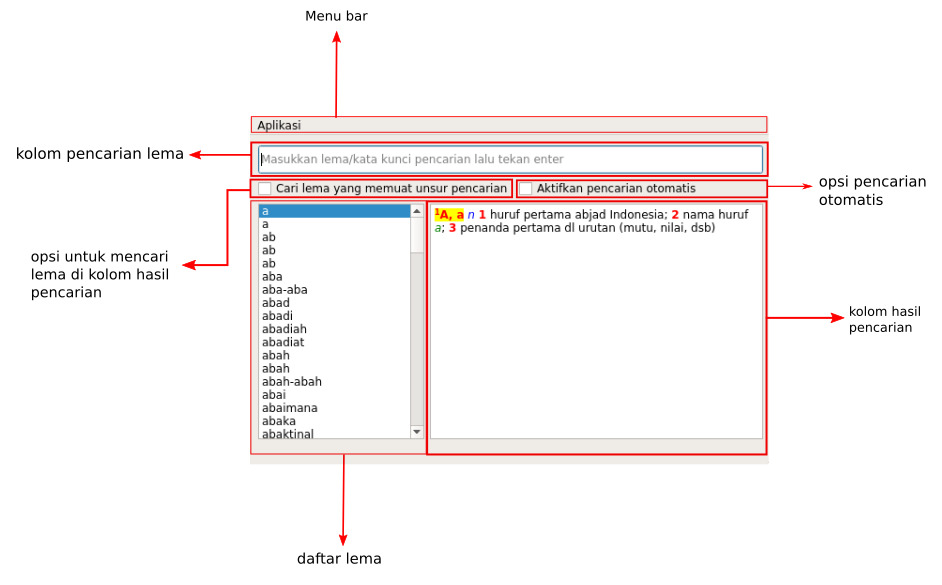 Menu bar
Aplikasi
kolom pencarian lema
Masukkan lema/kata kunci pencarian lalu tekan enter
Cari lema yang memuat unsur pencarian
Aktifkan pencarian otomatis
opsi pencarian
otomatis
opsi untuk mencari
lema di kolom hasil
pencarian
a
a
ab
ab
ab
aba
aba-aba
abad
abadi
abadiah
abadiat
abah
abah
abah-abah
abai
abaimana
abaka
abaktinal
¹A, a n 1 huruf pertama abjad Indonesia; 2 nama huruf
a; 3 penanda pertama dl urutan (mutu, nilai, dsb)
kolom hasil
pencarian
daftar lema